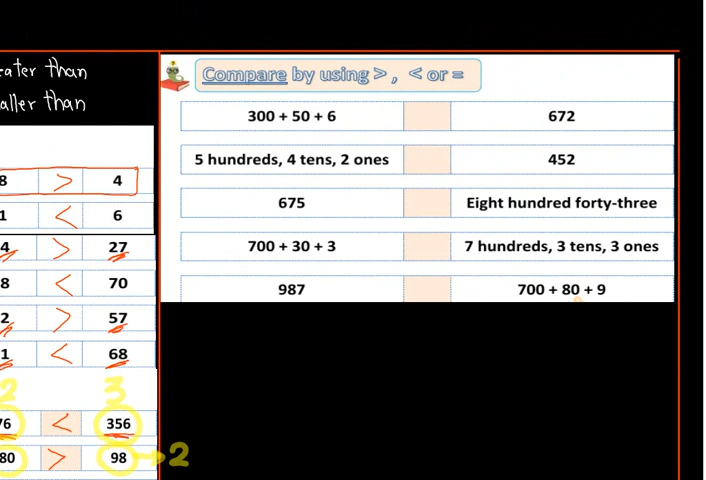 Compare by using > , < or =
300 + 50 + 6 672
5 hundreds, 4 tens, 2 ones 452
675 Eight hundred forty-three
700 + 30 + 3 7 hundreds, 3 tens, 3 ones
987 700 + 80 + 9
eater than
aller than
8 > 4
1 < 6
4 > 27
8 < 70
2 > 57
1 < 68
2 3
76 < 356
80 > 98 → 2